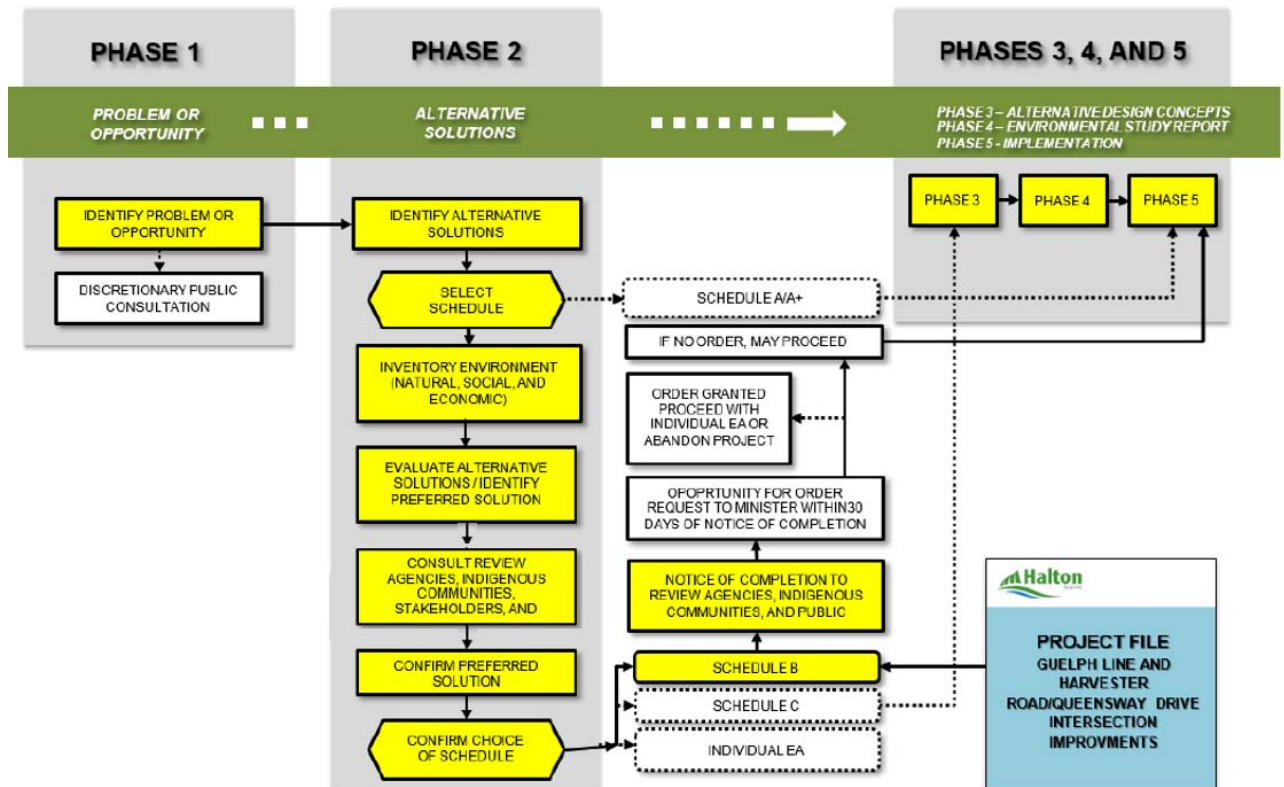 PHASE 1
PHASE 2
PHASES 3, 4, AND 5
PROBLEM OR
OPPORTUNITY
ALTERNATIVE
SOLUTIONS
PHASE 3 – ALTERNATIVE DESIGN CONCEPTS
PHASE 4 – ENVIRONMENTAL STUDY REPORT
PHASE 5 - IMPLEMENTATION
IDENTIFY PROBLEM OR
OPPORTUNITY
DISCRETIONARY PUBLIC
CONSULTATION
IDENTIFY ALTERNATIVE
SOLUTIONS
SELECT
SCHEDULE
INVENTORY ENVIRONMENT
(NATURAL, SOCIAL, AND
ECONOMIC)
EVALUATE ALTERNATIVE
SOLUTIONS / IDENTIFY
PREFERRED SOLUTION
CONSULT REVIEW
AGENCIES, INDIGENOUS
COMMUNITIES,
STAKEHOLDERS, AND
CONFIRM PREFERRED
SOLUTION
CONFIRM CHOICE
OF SCHEDULE
SCHEDULE A/A+
IF NO ORDER, MAY PROCEED
ORDER GRANTED
PROCEED WITH
INDIVIDUAL EA OR
ABANDON PROJECT
OPOPRTUNITY FOR ORDER
REQUEST TO MINISTER WITHIN 30
DAYS OF NOTICE OF COMPLETION
NOTICE OF COMPLETION TO
REVIEW AGENCIES, INDIGENOUS
COMMUNITIES, AND PUBLIC
SCHEDULE B
SCHEDULE C
INDIVIDUAL EA
PHASE 3
PHASE 4
PHASE 5
Halton
PROJECT FILE
GUELPH LINE AND
HARVESTER
ROAD/QUEENSWAY DRIVE
INTERSECTION
IMPROVMENTS